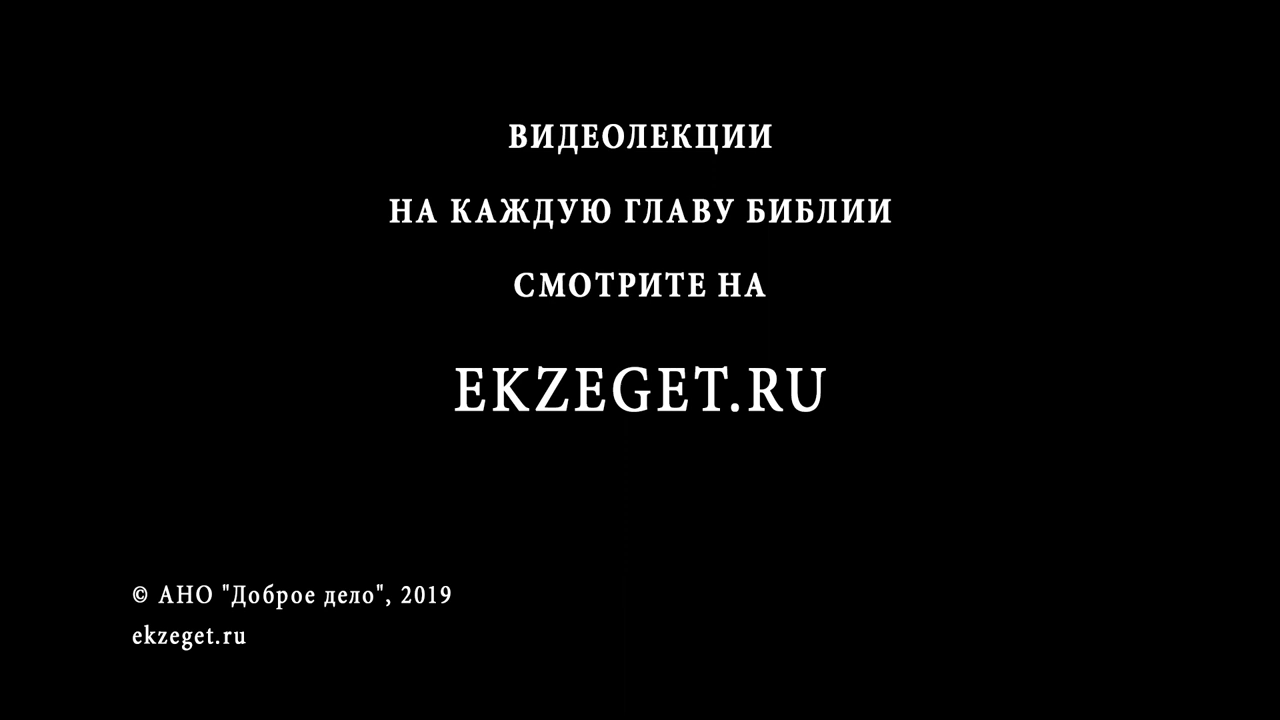 ВИДЕОЛЕКЦИИ
НА КАЖДУЮ ГЛАВУ БИБЛИИ
СМОТРИТЕ НА
EKZEGET.RU
© АНО "Доброе дело", 2019
ekzeget.ru